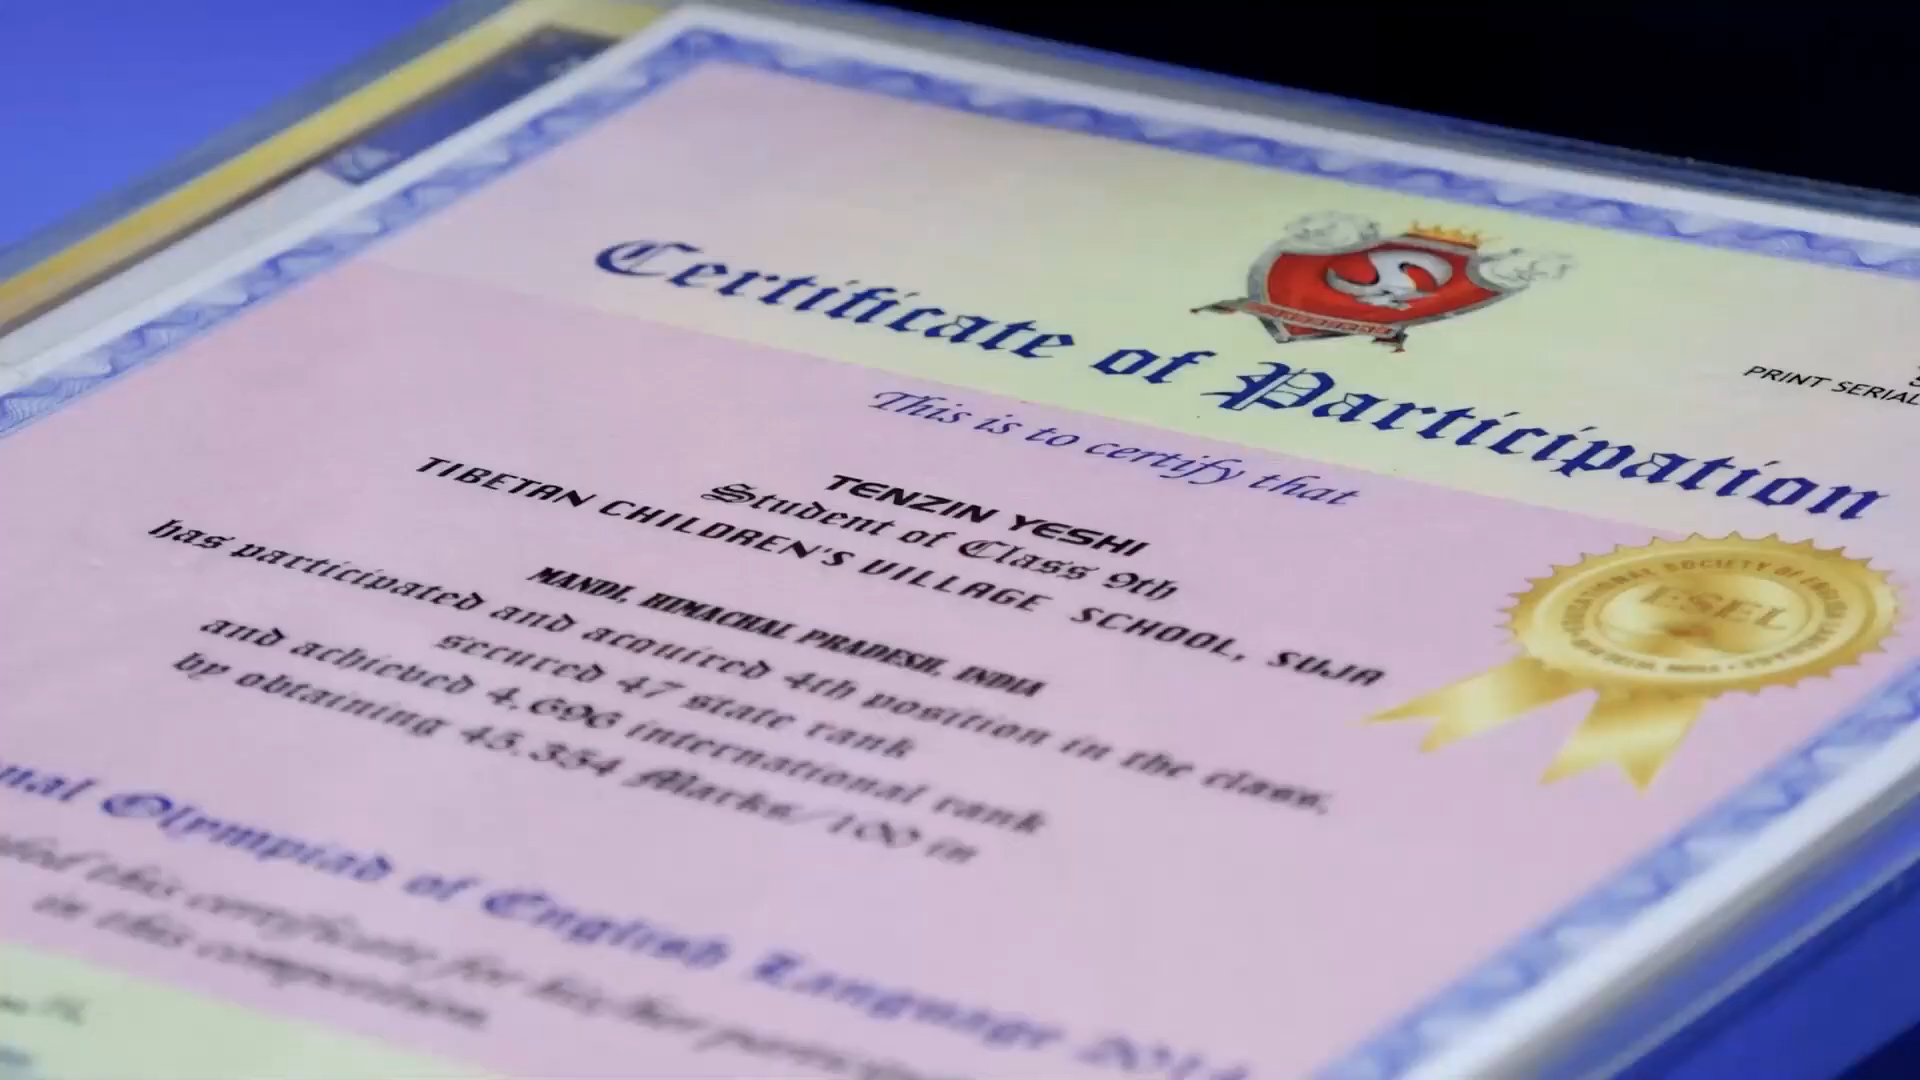 Certificate of Participation
PRINT SERIAL
This is to certify that
TENZIN YESHI
Student of Class 9th
TIBETAN CHILDREN'S VILLAGE SCHOOL, SUJA
MANDI, HIMACHAL PRADESH, INDIA
has participated and acquired 4th position in the class,
secured 47 state rank
and achieved 4,696 international rank
by obtaining 45.354 Marks/100 in
nal Olympiad of English Language 2014
this certificate for his/her
in this competition.
ESEL